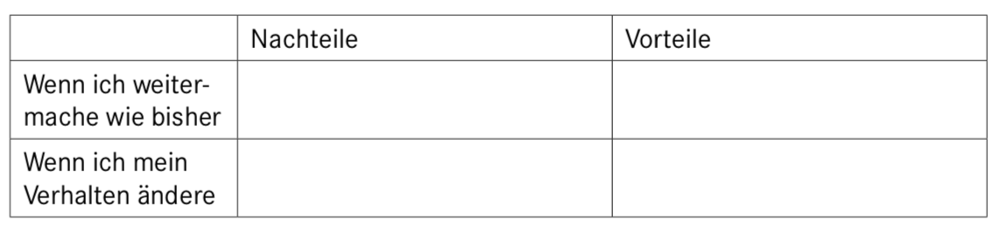 Nachteile
Vorteile
Wenn ich weiter-
mache wie bisher
Wenn ich mein
Verhalten ändere